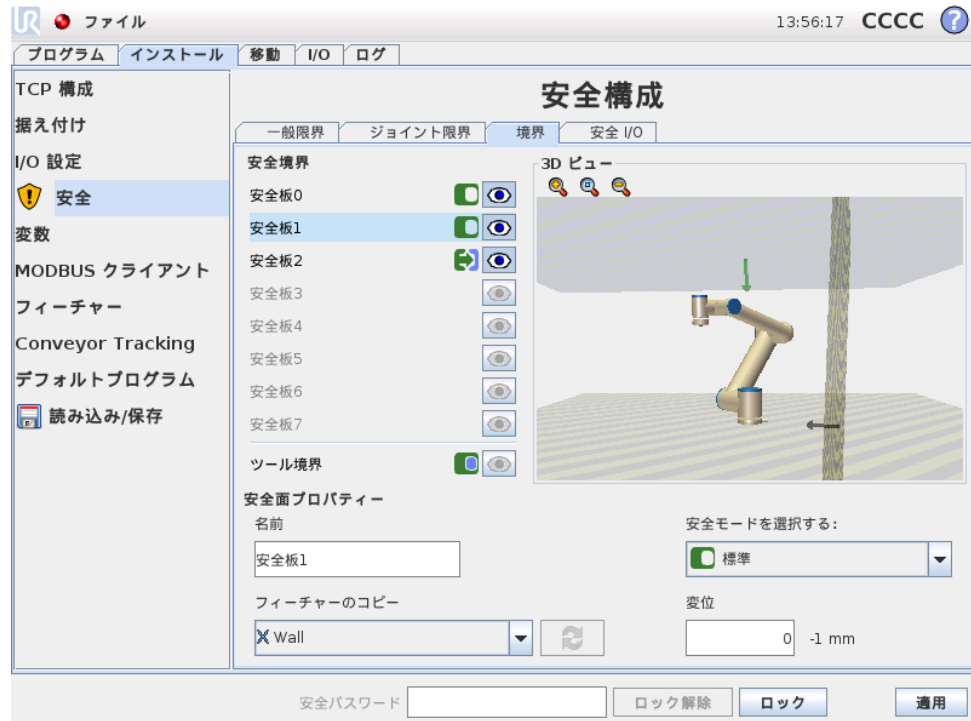 UR ファイル 13:56:17 CCCC ?
プログラム インストール 移動 I/O ログ
TCP 構成
据え付け
I/O 設定
安全
変数
MODBUS クライアント
フィーチャー
Conveyor Tracking
デフォルトプログラム
読み込み/保存
安全構成
一般限界 ジョイント限界 境界 安全 I/O
安全境界
安全板0
安全板1
安全板2
安全板3
安全板4
安全板5
安全板6
安全板7
ツール境界
3D ビュー
安全面プロパティー
名前
安全板1
フィーチャーのコピー
Wall
安全モードを選択する:
標準
変位
0 -1 mm
安全パスワード ロック解除 ロック 適用